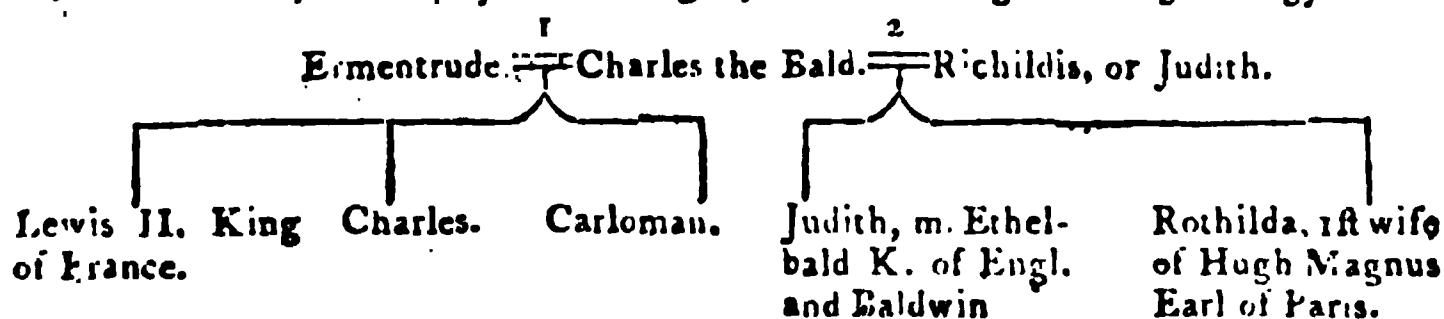 1 2
Ermentrude. Charles the Bald. Richildis, or Judith.
Lewis II. King Charles. Carloman. Judith, m. Ethel- Rothilda, 1ſt wife
of France. bald K. of Engl. of Hugh Magnus
and Baldwin Earl of Paris.